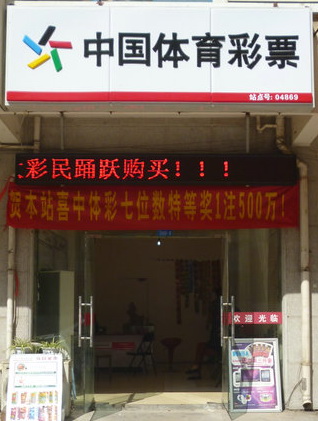 中国体育彩票
站点号: 04869
彩民踊跃购买！！！
贺本站喜中体彩七位数特等奖1注500万！
欢迎光临